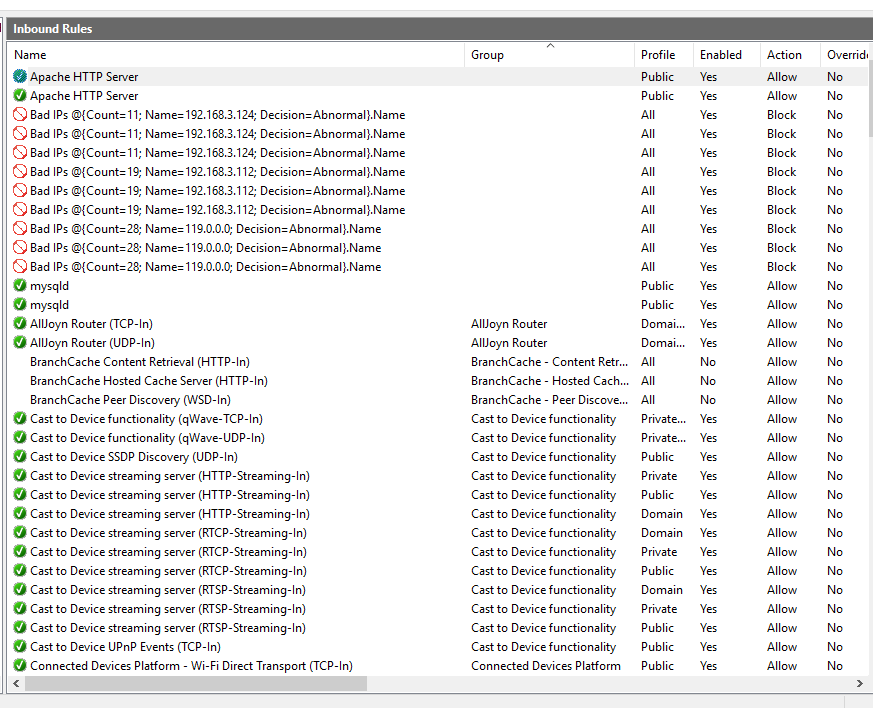 Inbound Rules
Name Group Profile Enabled Action Overrid
Apache HTTP Server Public Yes Allow No
Apache HTTP Server Public Yes Allow No
Bad IPs @{Count=11; Name=192.168.3.124; Decision=Abnormal}.Name All Yes Block No
Bad IPs @{Count=11; Name=192.168.3.124; Decision=Abnormal}.Name All Yes Block No
Bad IPs @{Count=11; Name=192.168.3.124; Decision=Abnormal}.Name All Yes Block No
Bad IPs @{Count=19; Name=192.168.3.112; Decision=Abnormal}.Name All Yes Block No
Bad IPs @{Count=19; Name=192.168.3.112; Decision=Abnormal}.Name All Yes Block No
Bad IPs @{Count=19; Name=192.168.3.112; Decision=Abnormal}.Name All Yes Block No
Bad IPs @{Count=28; Name=119.0.0.0; Decision=Abnormal}.Name All Yes Block No
Bad IPs @{Count=28; Name=119.0.0.0; Decision=Abnormal}.Name All Yes Block No
Bad IPs @{Count=28; Name=119.0.0.0; Decision=Abnormal}.Name All Yes Block No
mysqld Public Yes Allow No
mysqld Public Yes Allow No
AllJoyn Router (TCP-In) AllJoyn Router Domai... Yes Allow No
AllJoyn Router (UDP-In) AllJoyn Router Domai... Yes Allow No
BranchCache Content Retrieval (HTTP-In) BranchCache - Content Retr... All No Allow No
BranchCache Hosted Cache Server (HTTP-In) BranchCache - Hosted Cach... All No Allow No
BranchCache Peer Discovery (WSD-In) BranchCache - Peer Discove... All No Allow No
Cast to Device functionality (qWave-TCP-In) Cast to Device functionality Private... Yes Allow No
Cast to Device functionality (qWave-UDP-In) Cast to Device functionality Private... Yes Allow No
Cast to Device SSDP Discovery (UDP-In) Cast to Device functionality Public Yes Allow No
Cast to Device streaming server (HTTP-Streaming-In) Cast to Device functionality Private Yes Allow No
Cast to Device streaming server (HTTP-Streaming-In) Cast to Device functionality Public Yes Allow No
Cast to Device streaming server (HTTP-Streaming-In) Cast to Device functionality Domain Yes Allow No
Cast to Device streaming server (RTCP-Streaming-In) Cast to Device functionality Domain Yes Allow No
Cast to Device streaming server (RTCP-Streaming-In) Cast to Device functionality Private Yes Allow No
Cast to Device streaming server (RTCP-Streaming-In) Cast to Device functionality Public Yes Allow No
Cast to Device streaming server (RTSP-Streaming-In) Cast to Device functionality Domain Yes Allow No
Cast to Device streaming server (RTSP-Streaming-In) Cast to Device functionality Private Yes Allow No
Cast to Device streaming server (RTSP-Streaming-In) Cast to Device functionality Public Yes Allow No
Cast to Device UPnP Events (TCP-In) Cast to Device functionality Public Yes Allow No
Connected Devices Platform - Wi-Fi Direct Transport (TCP-In) Connected Devices Platform Public Yes Allow No